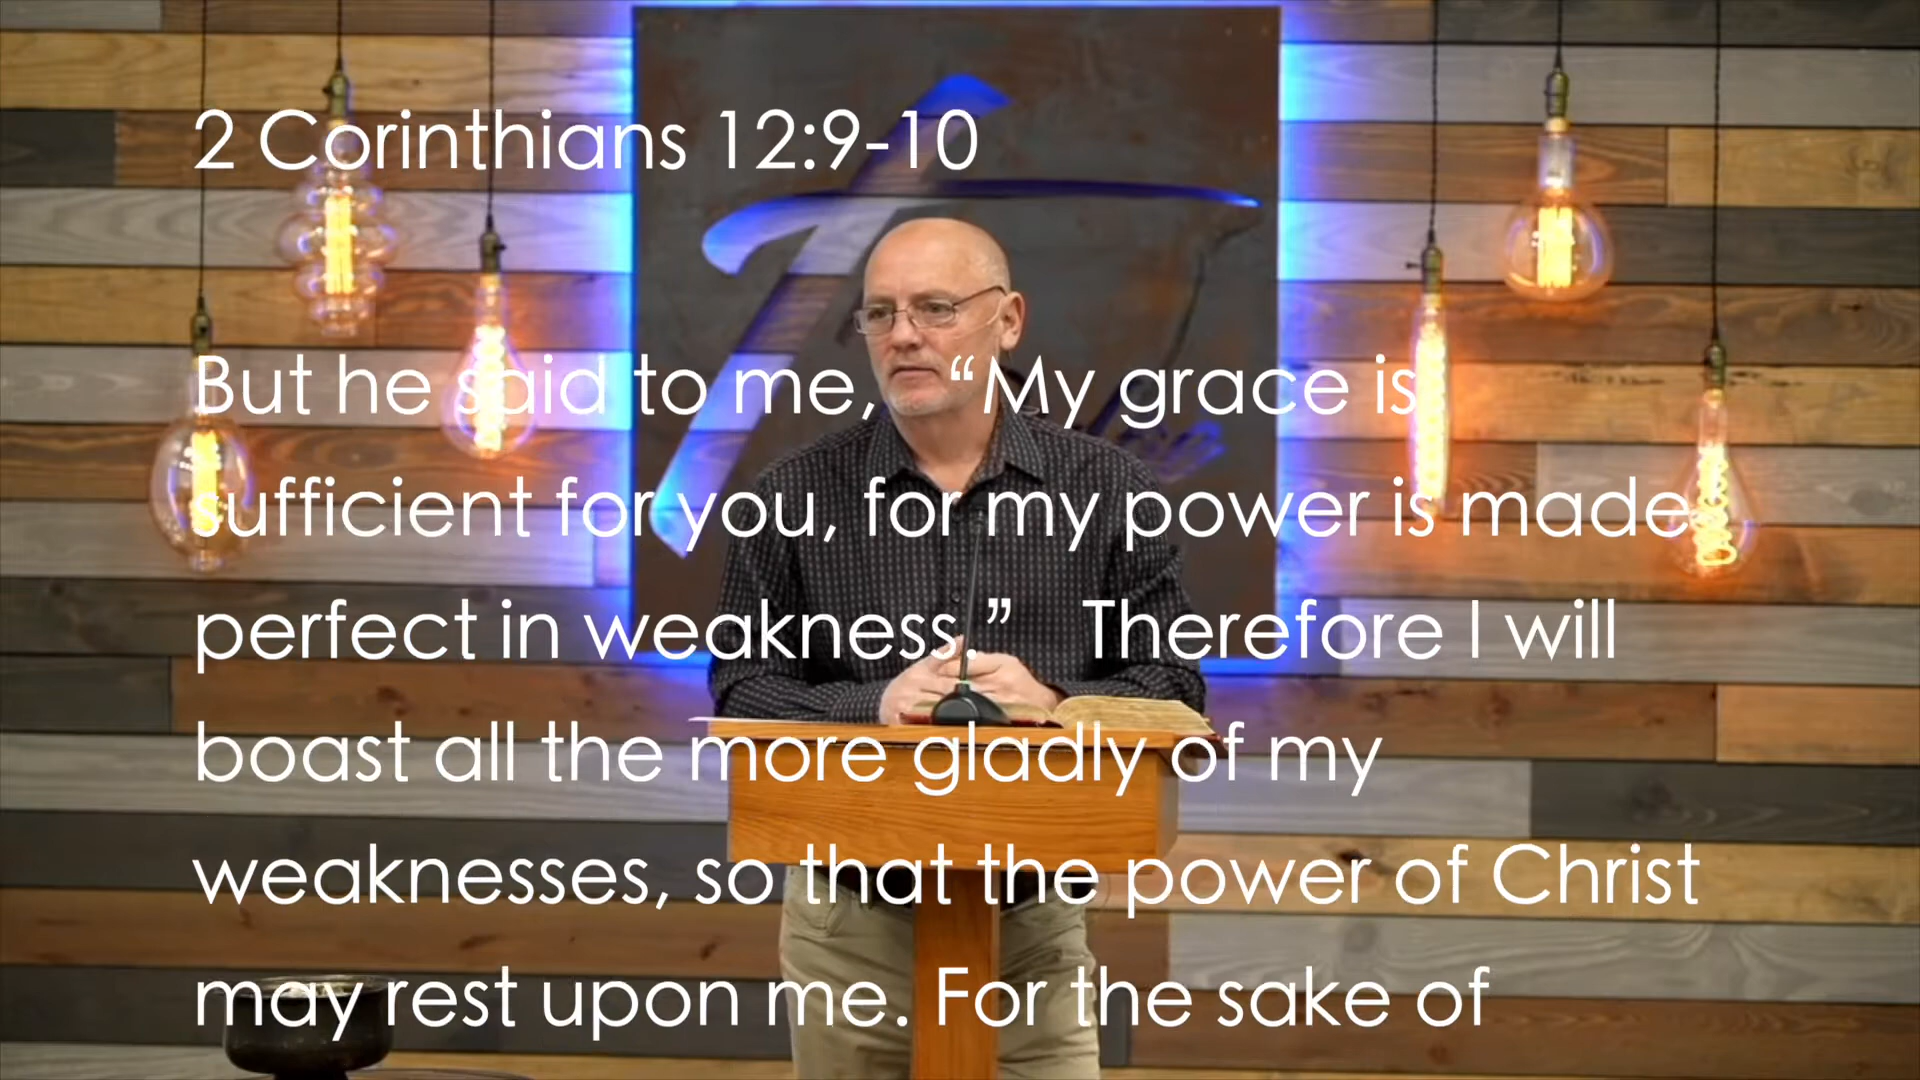 2 Corinthians 12:9-10
But he said to me, “My grace is
sufficient for you, for my power is made
perfect in weakness.” Therefore I will
boast all the more gladly of my
weaknesses, so that the power of Christ
may rest upon me. For the sake of